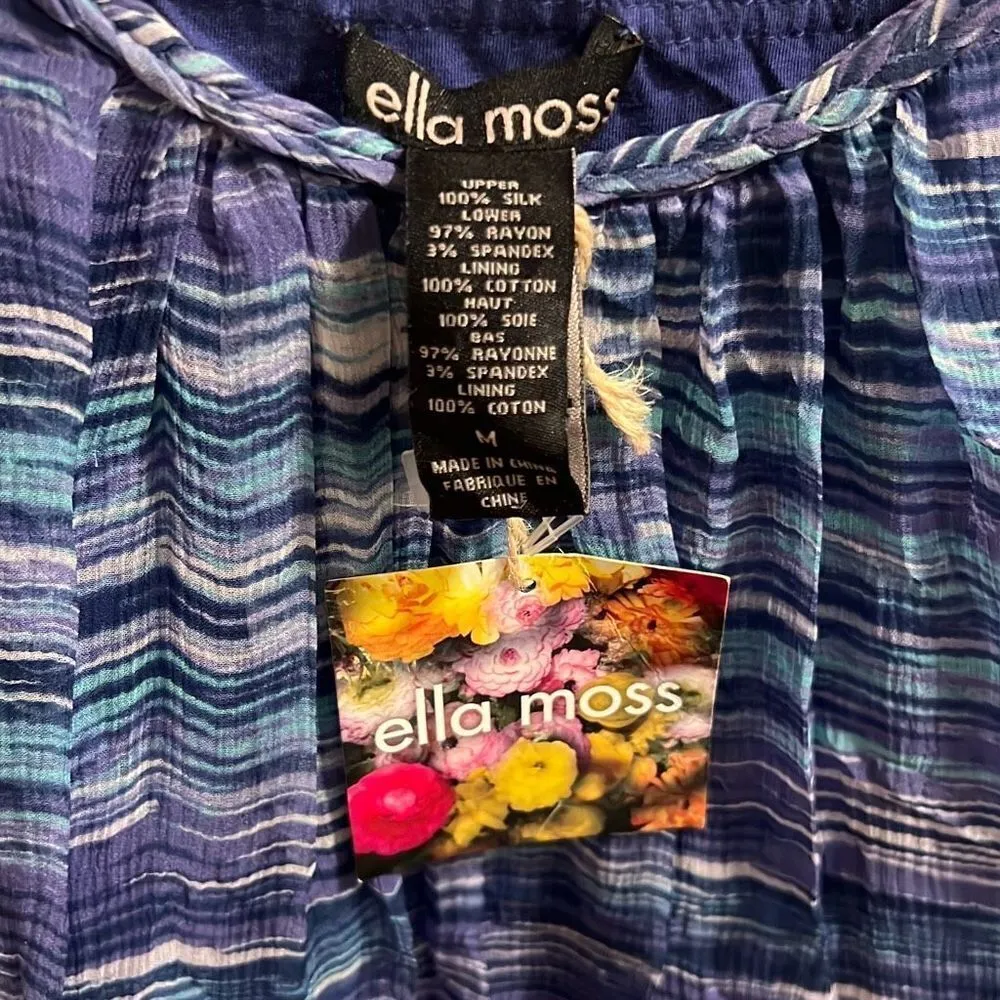 ella moss
UPPER
100% SILK
LOWER
97% RAYON
3% SPANDEX
LINING
100% COTTON
HAUT
100% SOIE
BAS
97% RAYONNE
3% SPANDEX
LINING
100% COTON
M
MADE IN CHINA
FABRIQUE EN
CHINE
ella moss